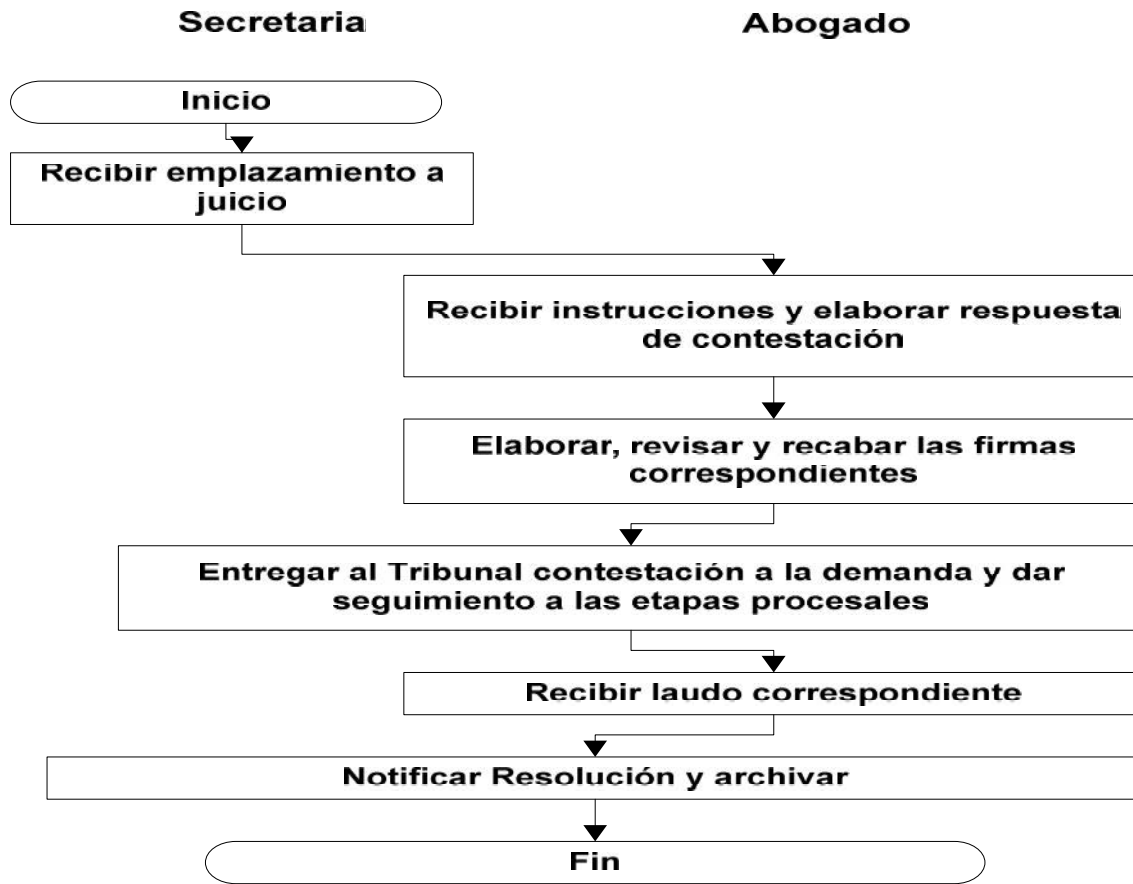 Secretaria
Abogado
Inicio
Recibir emplazamiento a
juicio
Recibir instrucciones y elaborar respuesta
de contestación
Elaborar, revisar y recabar las firmas
correspondientes
Entregar al Tribunal contestación a la demanda y dar
seguimiento a las etapas procesales
Recibir laudo correspondiente
Notificar Resolución y archivar
Fin